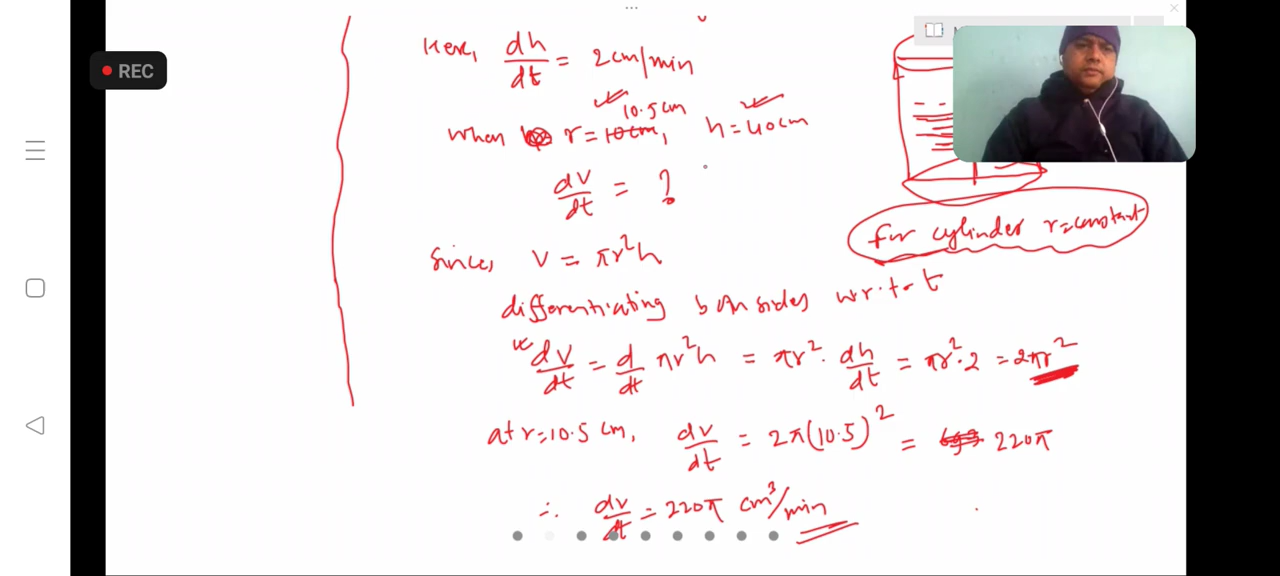 REC
Here, dh/dt = 2cm/min
10.5cm
when r = 10cm, h = 40cm
dv/dt = ?
for cylinder r=constant
Since, V = πr²h
differentiating both sides w.r.to t
dv/dt = d/dt πr²h = πr² · dh/dt = πr²·2 = 2πr²
at r=10.5 cm, dv/dt = 2π(10.5)² = 220π
∴ dv/dt = 220π cm³/min